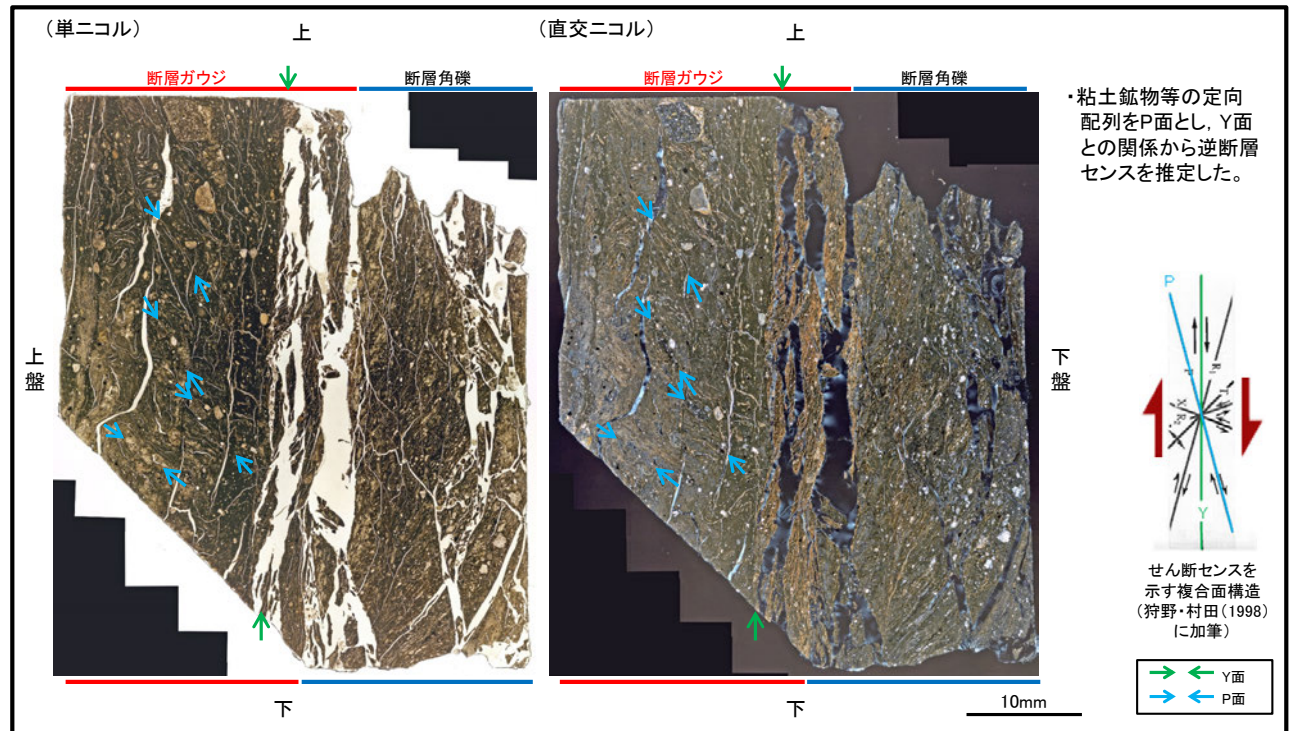 (単ニコル)
上
(直交ニコル)
上
断層ガウジ
断層角礫
断層ガウジ
断層角礫
・粘土鉱物等の定向
配列をP面とし，Y面
との関係から逆断層
センスを推定した。
上
盤
下
盤
P
R₁
P
X
R₂
Y
せん断センスを
示す複合面構造
(狩野・村田(1998)
に加筆)
Y面
P面
10mm
下
下